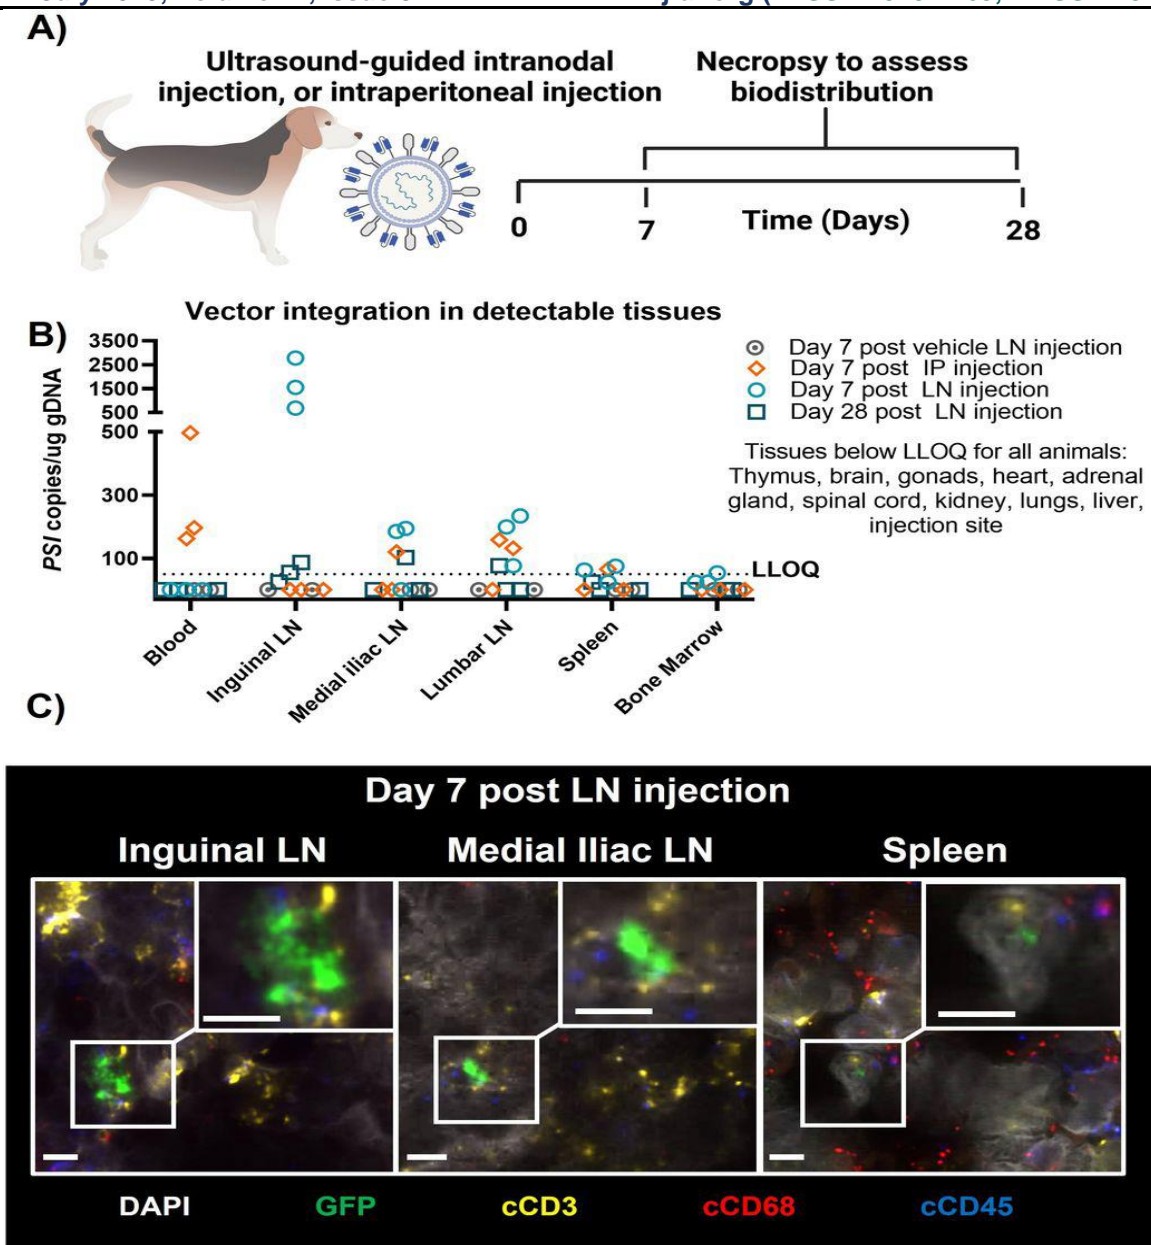 A)
Ultrasound-guided intranodal
injection, or intraperitoneal injection
Necropsy to assess
biodistribution
0
7
Time (Days)
28
B)
Vector integration in detectable tissues
PSI copies/ug gDNA
3500
2500
1500
500
500
300
100
LLOQ
Blood
Inguinal LN
Medial iliac LN
Lumbar LN
Spleen
Bone Marrow
Day 7 post vehicle LN injection
Day 7 post IP injection
Day 7 post LN injection
Day 28 post LN injection
Tissues below LLOQ for all animals:
Thymus, brain, gonads, heart, adrenal
gland, spinal cord, kidney, lungs, liver,
injection site
C)
Day 7 post LN injection
Inguinal LN
Medial Iliac LN
Spleen
DAPI
GFP
cCD3
cCD68
cCD45